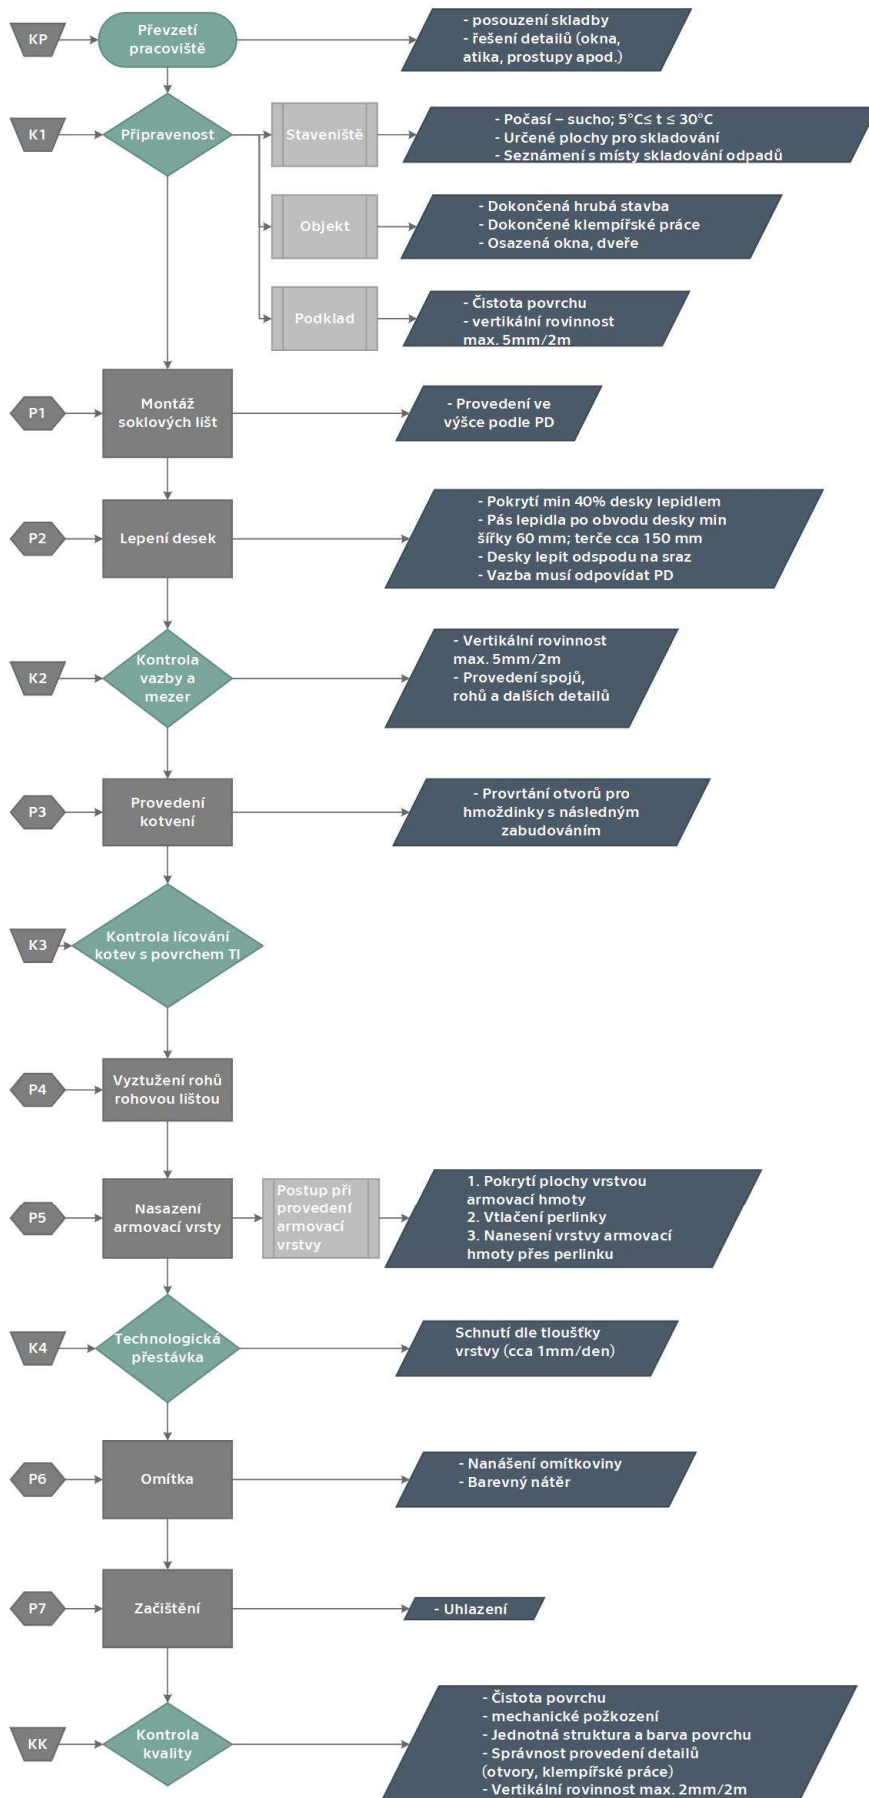 KP
Převzetí
pracoviště
- posouzení skladby
- řešení detailů (okna,
atika, prostupy apod.)
K1
Připravenost
Staveniště
- Počasí – sucho; 5°C≤ t ≤ 30°C
- Určené plochy pro skladování
- Seznámení s místy skladování odpadů
Objekt
- Dokončená hrubá stavba
- Dokončené klempířské práce
- Osazená okna, dveře
Podklad
- Čistota povrchu
- vertikální rovinnost
max. 5mm/2m
P1
Montáž
soklových lišt
- Provedení ve
výšce podle PD
P2
Lepení desek
- Pokrytí min 40% desky lepidlem
- Pás lepidla po obvodu desky min
šířky 60 mm; terče cca 150 mm
- Desky lepit odspodu na sraz
- Vazba musí odpovídat PD
K2
Kontrola
vazby a
mezer
- Vertikální rovinnost
max. 5mm/2m
- Provedení spojů,
rohů a dalších detailů
P3
Provedení
kotvení
- Provrtání otvorů pro
hmoždinky s následným
zabudováním
K3
Kontrola lícování
kotev s povrchem TI
P4
Vyztužení rohů
rohovou lištou
P5
Nasazení
armovací vrsty
Postup při
provedení
armovací
vrstvy
1. Pokrytí plochy vrstvou
armovací hmoty
2. Vtlačení perlinky
3. Nanesení vrstvy armovací
hmoty přes perlinku
K4
Technologická
přestávka
Schnutí dle tloušťky
vrstvy (cca 1mm/den)
P6
Omítka
- Nanášení omítkoviny
- Barevný nátěr
P7
Začištění
- Uhlazení
KK
Kontrola
kvality
- Čistota povrchu
- mechanické požkození
- Jednotná struktura a barva povrchu
- Správnost provedení detailů
(otvory, klempířské práce)
- Vertikální rovinnost max. 2mm/2m